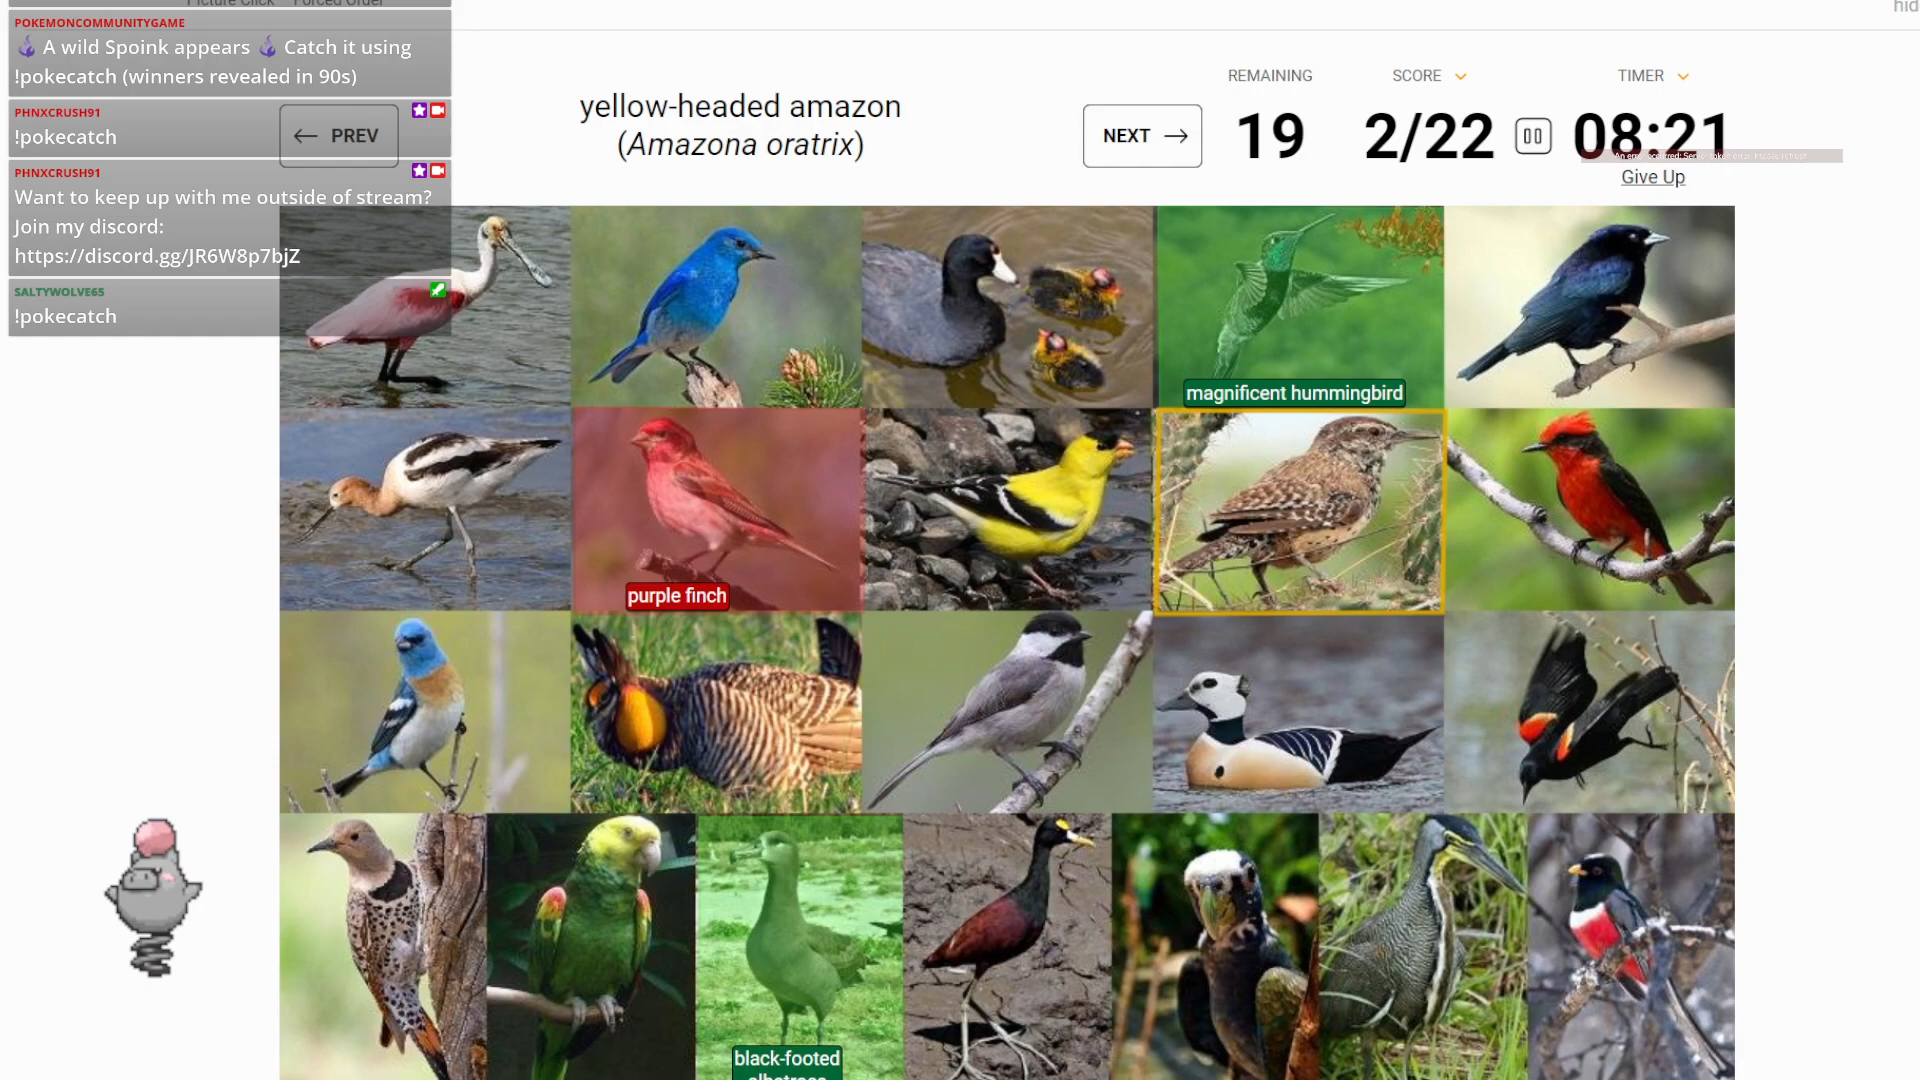 Picture Click
Forced Order
hid
POKEMONCOMMUNITYGAME
A wild Spoink appears Catch it using
!pokecatch (winners revealed in 90s)
PHNXCRUSH91
!pokecatch
PHNXCRUSH91
Want to keep up with me outside of stream?
Join my discord:
https://discord.gg/JR6W8p7bjZ
SALTYWOLVE65
!pokecatch
← PREV
yellow-headed amazon
(Amazona oratrix)
NEXT →
REMAINING
19
SCORE
2/22
TIMER
08:21
Give Up
magnificent hummingbird
purple finch
black-footed
albatross